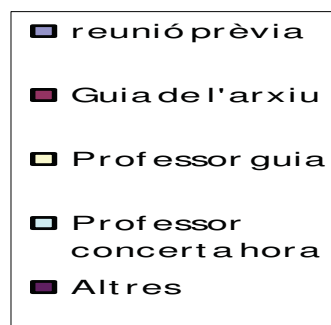 reunió prèvia
Guia de l'arxiu
Professor guia
Professor
concerta hora
Altres